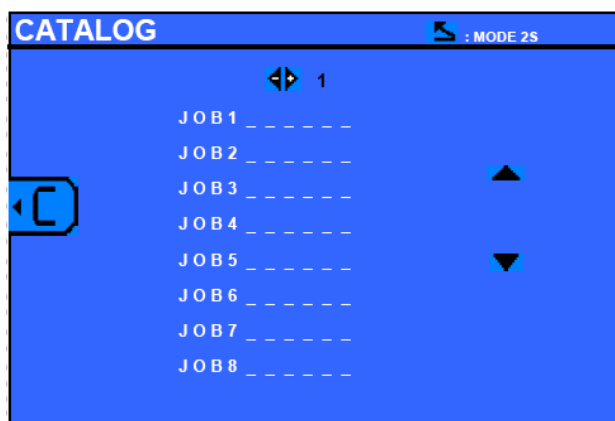 CATALOG : MODE 2S
- + 1
JOB1 _ _ _ _ _ _
JOB2 _ _ _ _ _ _
JOB3 _ _ _ _ _ _
C
JOB4 _ _ _ _ _ _
JOB5 _ _ _ _ _ _
JOB6 _ _ _ _ _ _
JOB7 _ _ _ _ _ _
JOB8 _ _ _ _ _ _